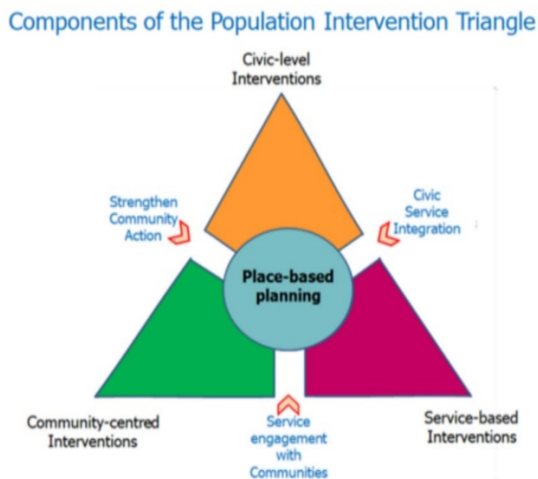 Components of the Population Intervention Triangle
Civic-level
Interventions
Strengthen
Community
Action
Civic
Service
Integration
Place-based
planning
Community-centred
Interventions
Service
engagement
with
Communities
Service-based
Interventions